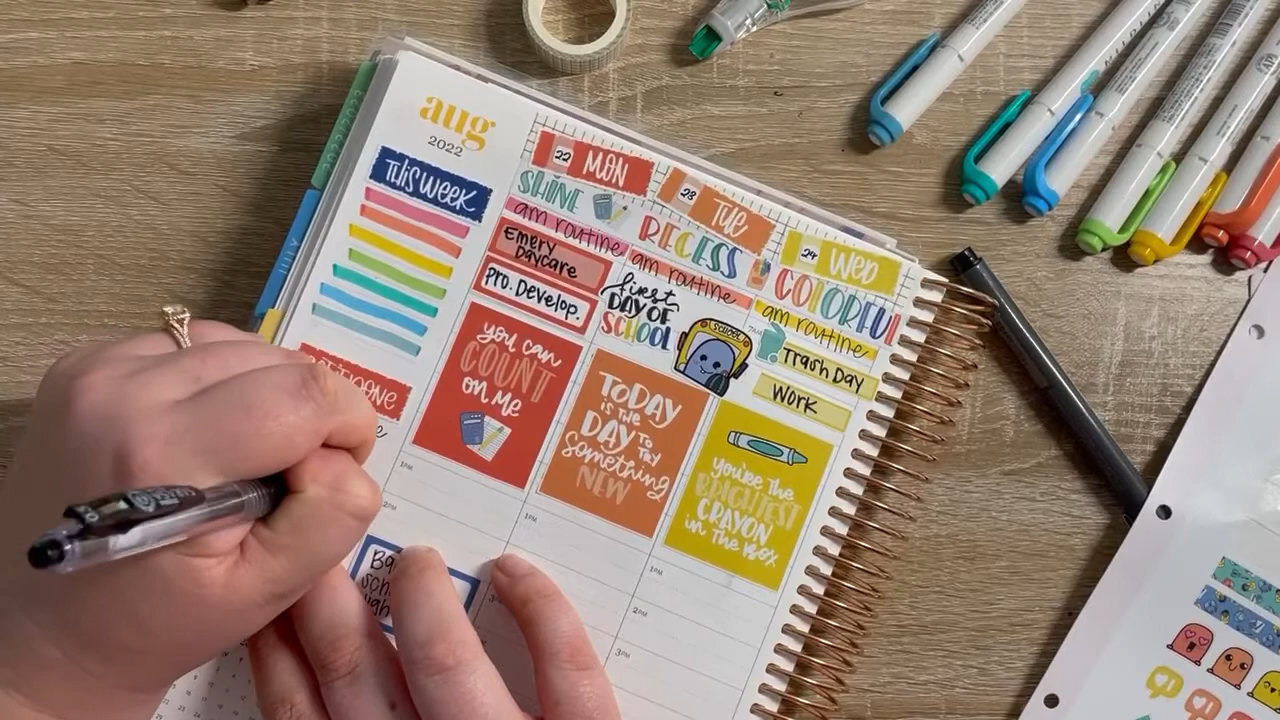 aug
2022
THIS WEEK
JULY
22 MON
SHINE
am routine
Emery
Daycare
Pro. Develop.
you can
COUNT
on me
1PM
2PM
23 TUE
RECESS
am routine
first
DAY OF
SCHOOL
SCHOOL
TODAY
IS THE
DAY TO
TRY
something
NEW
1PM
24 WED
COLORFUL
am routine
7AM
Trash Day
Work
you're the
BRIGHTEST
CRAYON
in the BOX
1PM
2PM
3PM